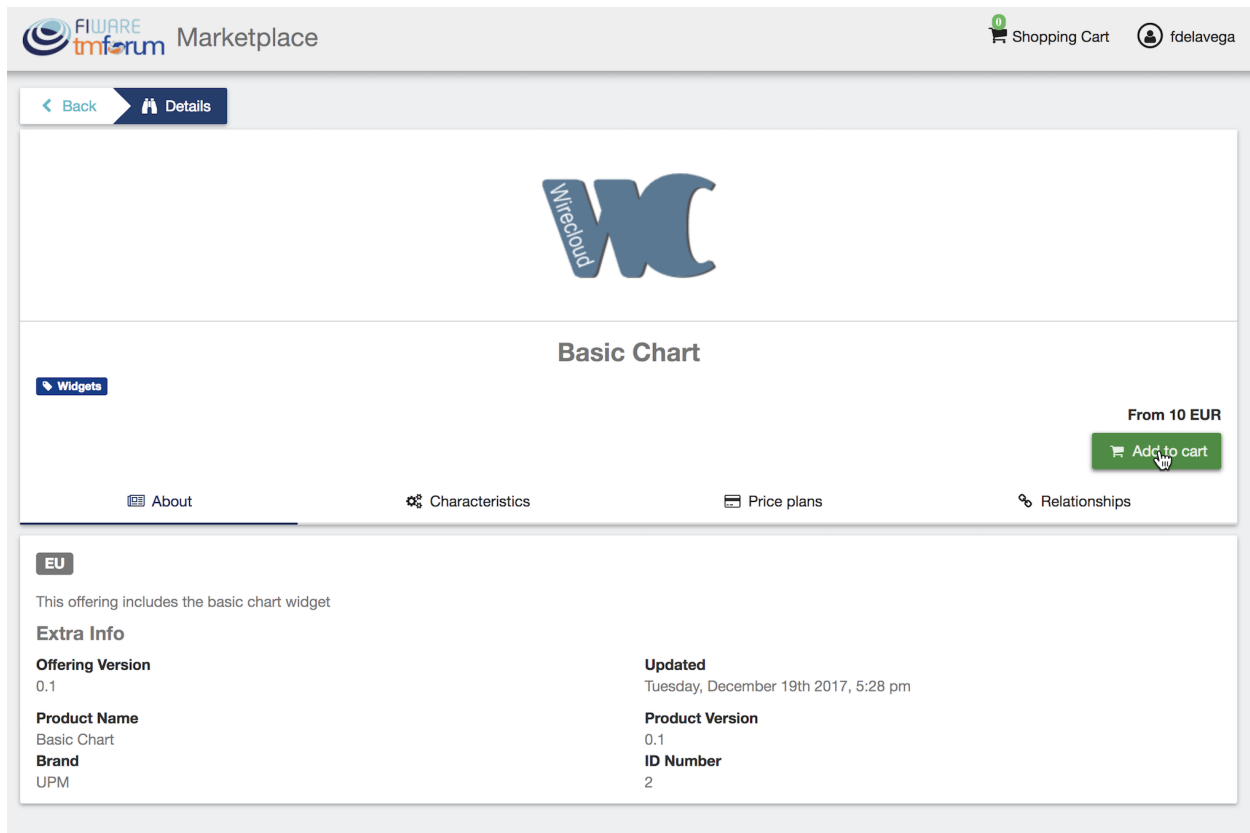 FIWARE
tmforum
Marketplace
0
Shopping Cart
fdelavega
Back
Details
Wirecloud
WC
Basic Chart
Widgets
From 10 EUR
Add to cart
About
Characteristics
Price plans
Relationships
EU
This offering includes the basic chart widget
Extra Info
Offering Version
Updated
0.1
Tuesday, December 19th 2017, 5:28 pm
Product Name
Product Version
Basic Chart
0.1
Brand
ID Number
UPM
2